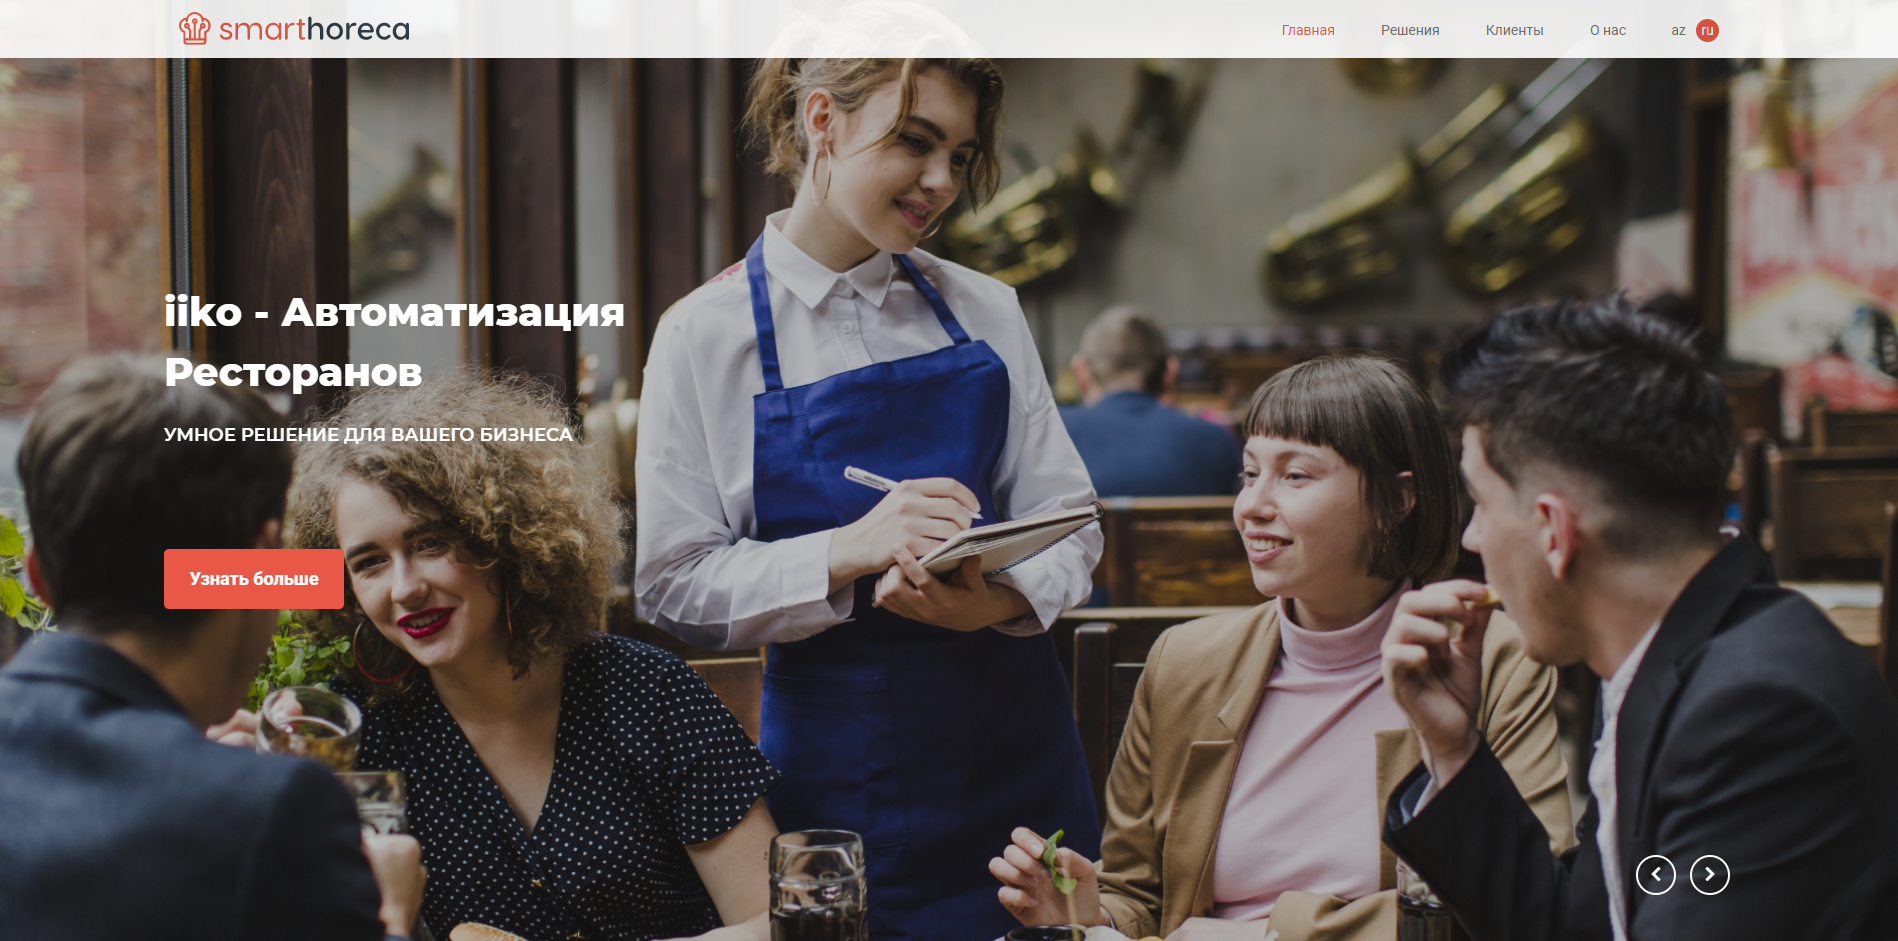 smarthoreca
Главная
Решения
Клиенты
О нас
az
ru
iiko - Автоматизация
Ресторанов
УМНОЕ РЕШЕНИЕ ДЛЯ ВАШЕГО БИЗНЕСА
Узнать больше